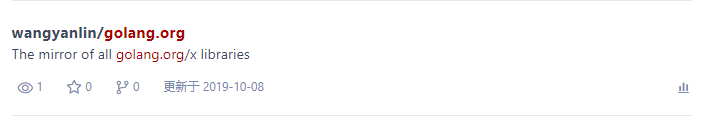 wangyanlin/golang.org
The mirror of all golang.org/x libraries
1 0 0 更新于 2019-10-08